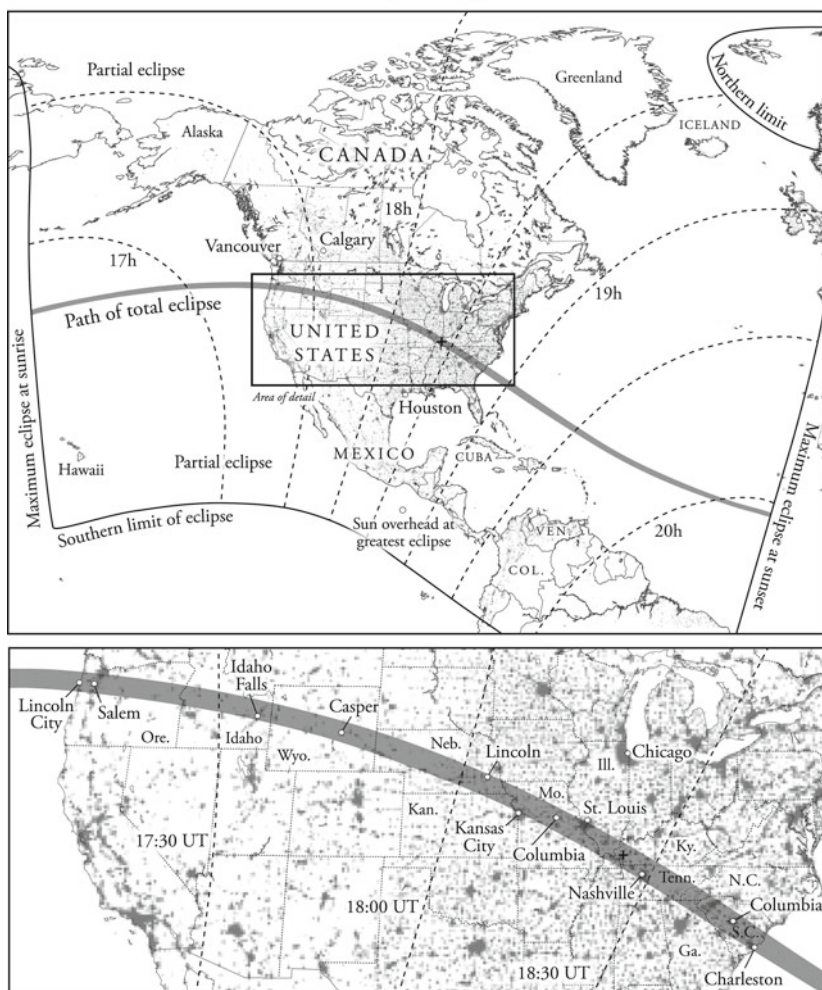 Partial eclipse
Greenland
Northern limit
Alaska
ICELAND
CANADA
18h
Vancouver
Calgary
17h
19h
Path of total eclipse
UNITED
STATES
Maximum eclipse at sunrise
Area of detail
Houston
MEXICO
CUBA
Hawaii
Partial eclipse
Maximum eclipse at sunset
Southern limit of eclipse
Sun overhead at
greatest eclipse
VEN.
20h
COL.
Lincoln
City
Salem
Idaho
Falls
Casper
Ore.
Idaho
Wyo.
Neb.
Lincoln
Ill.
Chicago
Mo.
St. Louis
Kan.
Kansas
City
Columbia
17:30 UT
Ky.
Tenn.
N.C.
Nashville
Columbia
18:00 UT
S.C.
Ga.
18:30 UT
Charleston